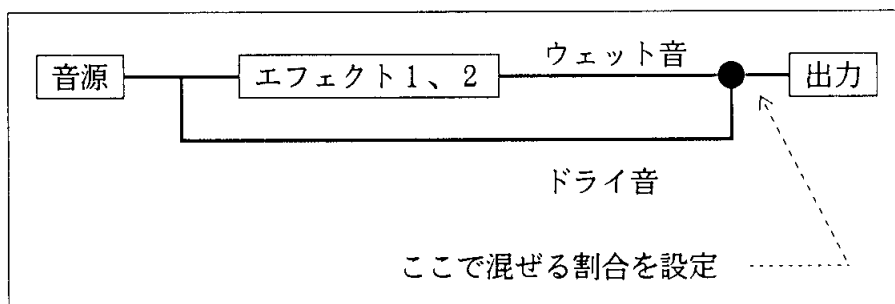 ウェット音
音源
エフェクト1、2
出力
ドライ音
ここで混ぜる割合を設定